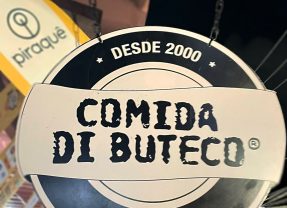 piraquê
DESDE 2000
COMIDA
DI BUTECO®